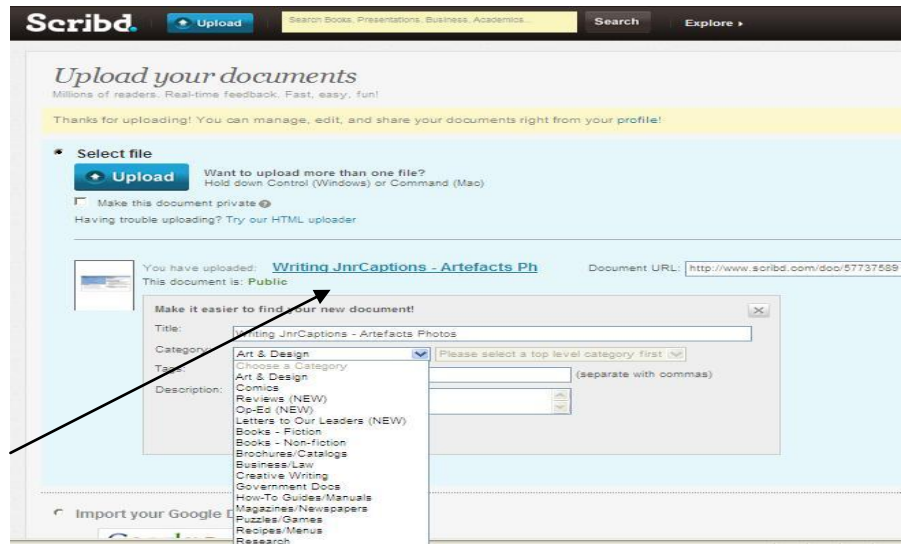 Scribd.
Upload
Search Books, Presentations, Business, Academics...
Search
Explore
Upload your documents
Millions of readers. Real-time feedback. Fast, easy, fun!
Thanks for uploading! You can manage, edit, and share your documents right from your profile!
Select file
Upload
Want to upload more than one file?
Hold down Control (Windows) or Command (Mac)
Make this document private
Having trouble uploading? Try our HTML uploader
You have uploaded: Writing JnrCaptions - Artefacts Ph
Document URL: http://www.scribd.com/doc/57737589
This document is: Public
Make it easier to find your new document!
Title: Writing JnrCaptions - Artefacts Photos
Category: Art & Design Please select a top level category first
Tags: (separate with commas)
Description:
Choose a Category
Art & Design
Comics
Reviews (NEW)
Op-Ed (NEW)
Letters to Our Leaders (NEW)
Books - Fiction
Books - Non-fiction
Brochures/Catalogs
Business/Law
Creative Writing
Government Docs
How-To Guides/Manuals
Magazines/Newspapers
Puzzles/Games
Recipes/Menus
Research
Import your Google